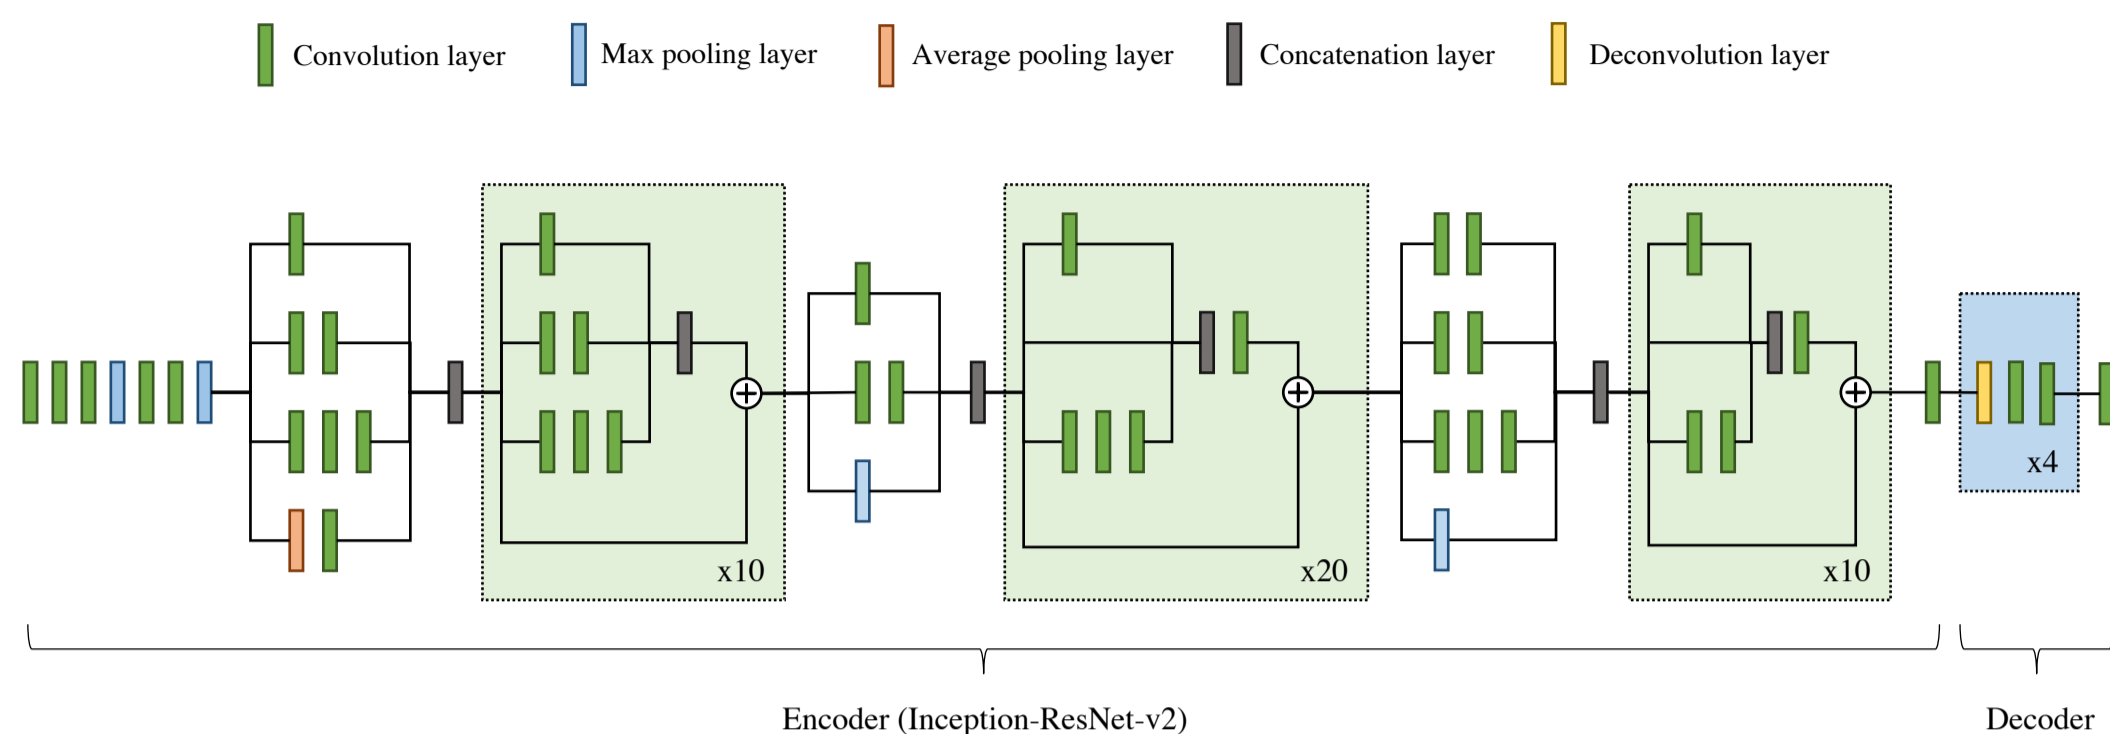 Convolution layer Max pooling layer Average pooling layer Concatenation layer Deconvolution layer
x4
x10 x20 x10
Encoder (Inception-ResNet-v2) Decoder